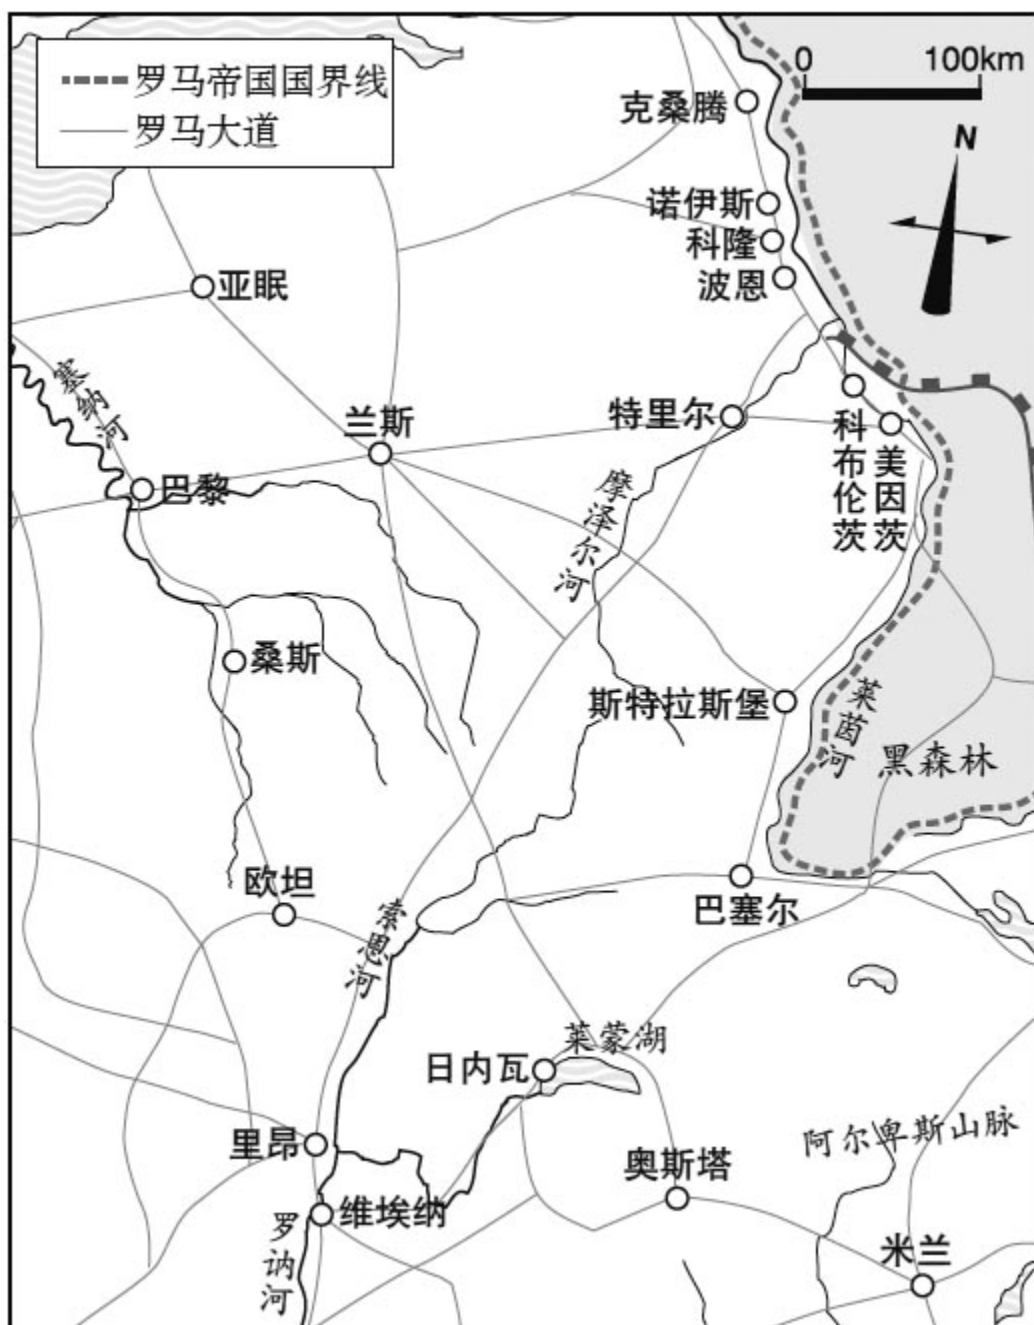 罗马帝国国界线
罗马大道
0 100km
N
克桑腾
诺伊斯
科隆
波恩
亚眠
塞纳河
兰斯
特里尔
科布伦茨
美因茨
巴黎
摩泽尔河
桑斯
斯特拉斯堡
莱茵河
黑森林
欧坦
巴塞尔
索恩河
莱蒙湖
日内瓦
里昂
阿尔卑斯山脉
奥斯塔
维埃纳
罗讷河
米兰